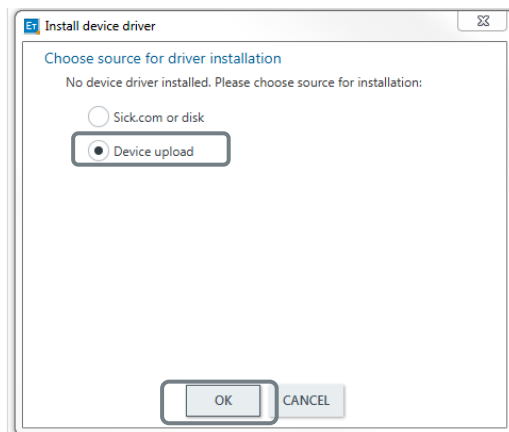 ET Install device driver
Choose source for driver installation
No device driver installed. Please choose source for installation:
Sick.com or disk
Device upload
OK CANCEL